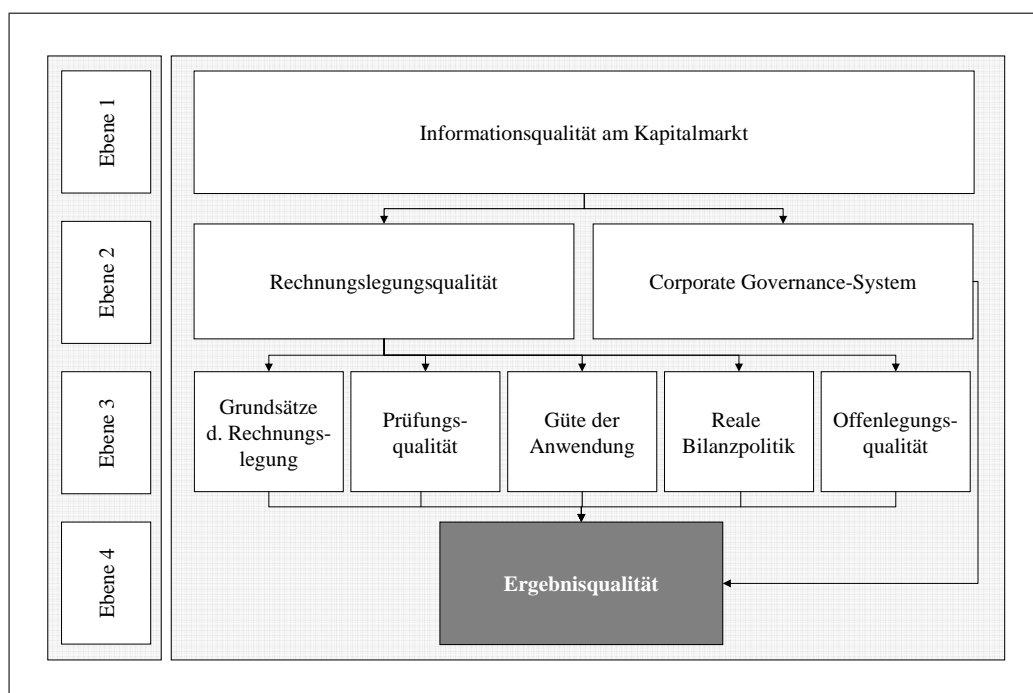 Ebene 1
Informationsqualität am Kapitalmarkt
Ebene 2
Rechnungslegungsqualität
Corporate Governance-System
Ebene 3
Grundsätze
d. Rechnungs-
legung
Prüfungs-
qualität
Güte der
Anwendung
Reale
Bilanzpolitik
Offenlegungs-
qualität
Ebene 4
Ergebnisqualität